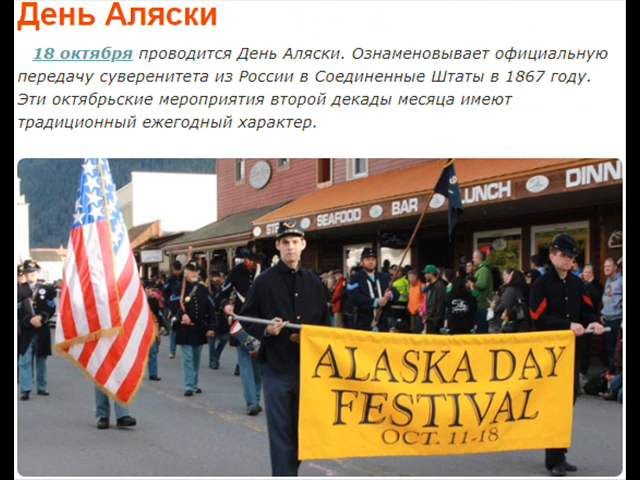 День Аляски
18 октября проводится День Аляски. Ознаменовывает официальную
передачу суверенитета из России в Соединенные Штаты в 1867 году.
Эти октябрьские мероприятия второй декады месяца имеют
традиционный ежегодный характер.
SEAFOOD BAR LUNCH DINN
ALASKA DAY
FESTIVAL
OCT. 11-18